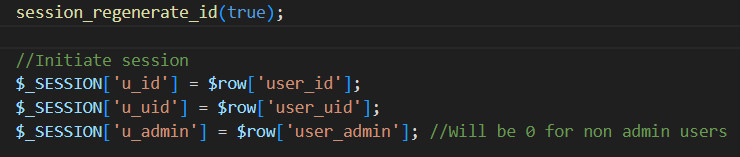 session_regenerate_id(true);
//Initiate session
$_SESSION['u_id'] = $row['user_id'];
$_SESSION['u_uid'] = $row['user_uid'];
$_SESSION['u_admin'] = $row['user_admin']; //Will be 0 for non admin users